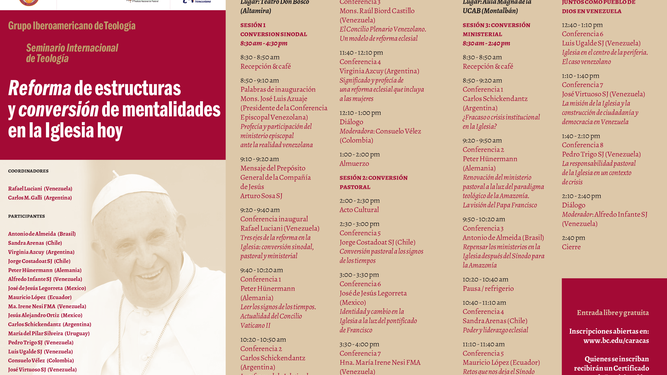 Grupo Iberoamericano de Teología
Seminario Internacional
de Teología
Reforma de estructuras
y conversión de mentalidades
en la Iglesia hoy
COORDINADORES
Rafael Luciani (Venezuela)
Carlos M. Galli (Argentina)
PARTICIPANTES
Antonio de Almeida (Brasil)
Sandra Arenas (Chile)
Virginia Azcuy (Argentina)
Jorge Costadoat SJ (Chile)
Peter Hünermann (Alemania)
Alfredo Infante SJ (Venezuela)
José de Jesús Legorreta (Mexico)
Mauricio López (Ecuador)
Ma. Irene Nesi FMA (Venezuela)
Jesús Alejandro Ortiz (Mexico)
Carlos Schickendantz (Argentina)
María del Pilar Silveira (Uruguay)
Pedro Trigo SJ (Venezuela)
Luis Ugalde SJ (Venezuela)
Consuelo Vélez (Colombia)
José Virtuoso SJ (Venezuela)
Lugar: Teatro Don Bosco
(Altamira)
SESIÓN I
CONVERSION SINODAL
8:30 am - 4:30 pm
8:30 - 8:50 am
Recepción & café
8:50 - 9:10 am
Palabras de inauguración
Mons. José Luis Azuaje
(Presidente de la Conferencia
Episcopal Venezolana)
Profecía y participación del
ministerio episcopal
ante la realidad venezolana
9:10 - 9:20 am
Mensaje del Prepósito
General de la Compañía
de Jesús
Arturo Sosa SJ
9:20 - 9:40 am
Conferencia inaugural
Rafael Luciani (Venezuela)
Tres ejes de la reforma en la
Iglesia: conversión sinodal,
pastoral y ministerial
9:40 - 10:20 am
Conferencia 1
Peter Hünermann
(Alemania)
Leer los signos de los tiempos.
Actualidad del Concilio
Vaticano II
10:20 - 10:50 am
Conferencia 2
Carlos Schickendantz
(Argentina)
Conferencia 3
Mons. Raúl Biord Castillo
(Venezuela)
El Concilio Plenario Venezolano.
Un modelo de reforma eclesial
11:40 - 12:10 pm
Conferencia 4
Virginia Azcuy (Argentina)
Significado y profecía de
una reforma eclesial que incluya
a las mujeres
12:10 - 1:00 pm
Diálogo
Moderadora: Consuelo Vélez
(Colombia)
1:00 - 2:00 pm
Almuerzo
SESIÓN 2: CONVERSIÓN
PASTORAL
2:00 - 2:30 pm
Acto Cultural
2:30 - 3:00 pm
Conferencia 5
Jorge Costadoat SJ (Chile)
Conversión pastoral a los signos
de los tiempos
3:00 - 3:30 pm
Conferencia 6
José de Jesús Legorreta
(Mexico)
Identidad y cambio en la
Iglesia a la luz del pontificado
de Francisco
3:30 - 4:00 pm
Conferencia 7
Hna. María Irene Nesi FMA
(Venezuela)
Lugar: Aula Magna de la
UCAB (Montalbán)
SESIÓN 3: CONVERSIÓN
MINISTERIAL
8:30 am - 2:40 pm
8:30 - 8:50 am
Recepción & café
8:50 - 9:20 am
Conferencia 1
Carlos Schickendantz
(Argentina)
¿Fracaso o crisis institucional
en la Iglesia?
9:20 - 9:50 am
Conferencia 2
Peter Hünermann
(Alemania)
Renovación del ministerio
pastoral a la luz del paradigma
teológico de la Amazonía.
La visión del Papa Francisco
9:50 - 10:20 am
Conferencia 3
Antonio de Almeida (Brasil)
Repensar los ministerios en la
Iglesia después del Sínodo para
la Amazonía
10:20 - 10:40 am
Pausa / refrigerio
10:40 - 11:10 am
Conferencia 4
Sandra Arenas (Chile)
Poder y liderazgo eclesial
11:10 - 11:40 am
Conferencia 5
Mauricio López (Ecuador)
Retos que nos deja el Sínodo
JUNTOS COMO PUEBLO DE
DIOS EN VENEZUELA
12:40 - 1:10 pm
Conferencia 6
Luis Ugalde SJ (Venezuela)
Iglesia en el centro de la periferia.
El caso venezolano
1:10 - 1:40 pm
Conferencia 7
José Virtuoso SJ (Venezuela)
La misión de la Iglesia y la
construcción de ciudadanía y
democracia en Venezuela
1:40 - 2:10 pm
Conferencia 8
Pedro Trigo SJ (Venezuela)
La responsabilidad pastoral
de la Iglesia en un contexto
de crisis
2:10 - 2:40 pm
Diálogo
Moderador: Alfredo Infante SJ
(Venezuela)
2:40 pm
Cierre
Entrada libre y gratuita
Inscripciones abiertas en:
www.bc.edu/caracas
Quienes se inscriban
recibirán un Certificado